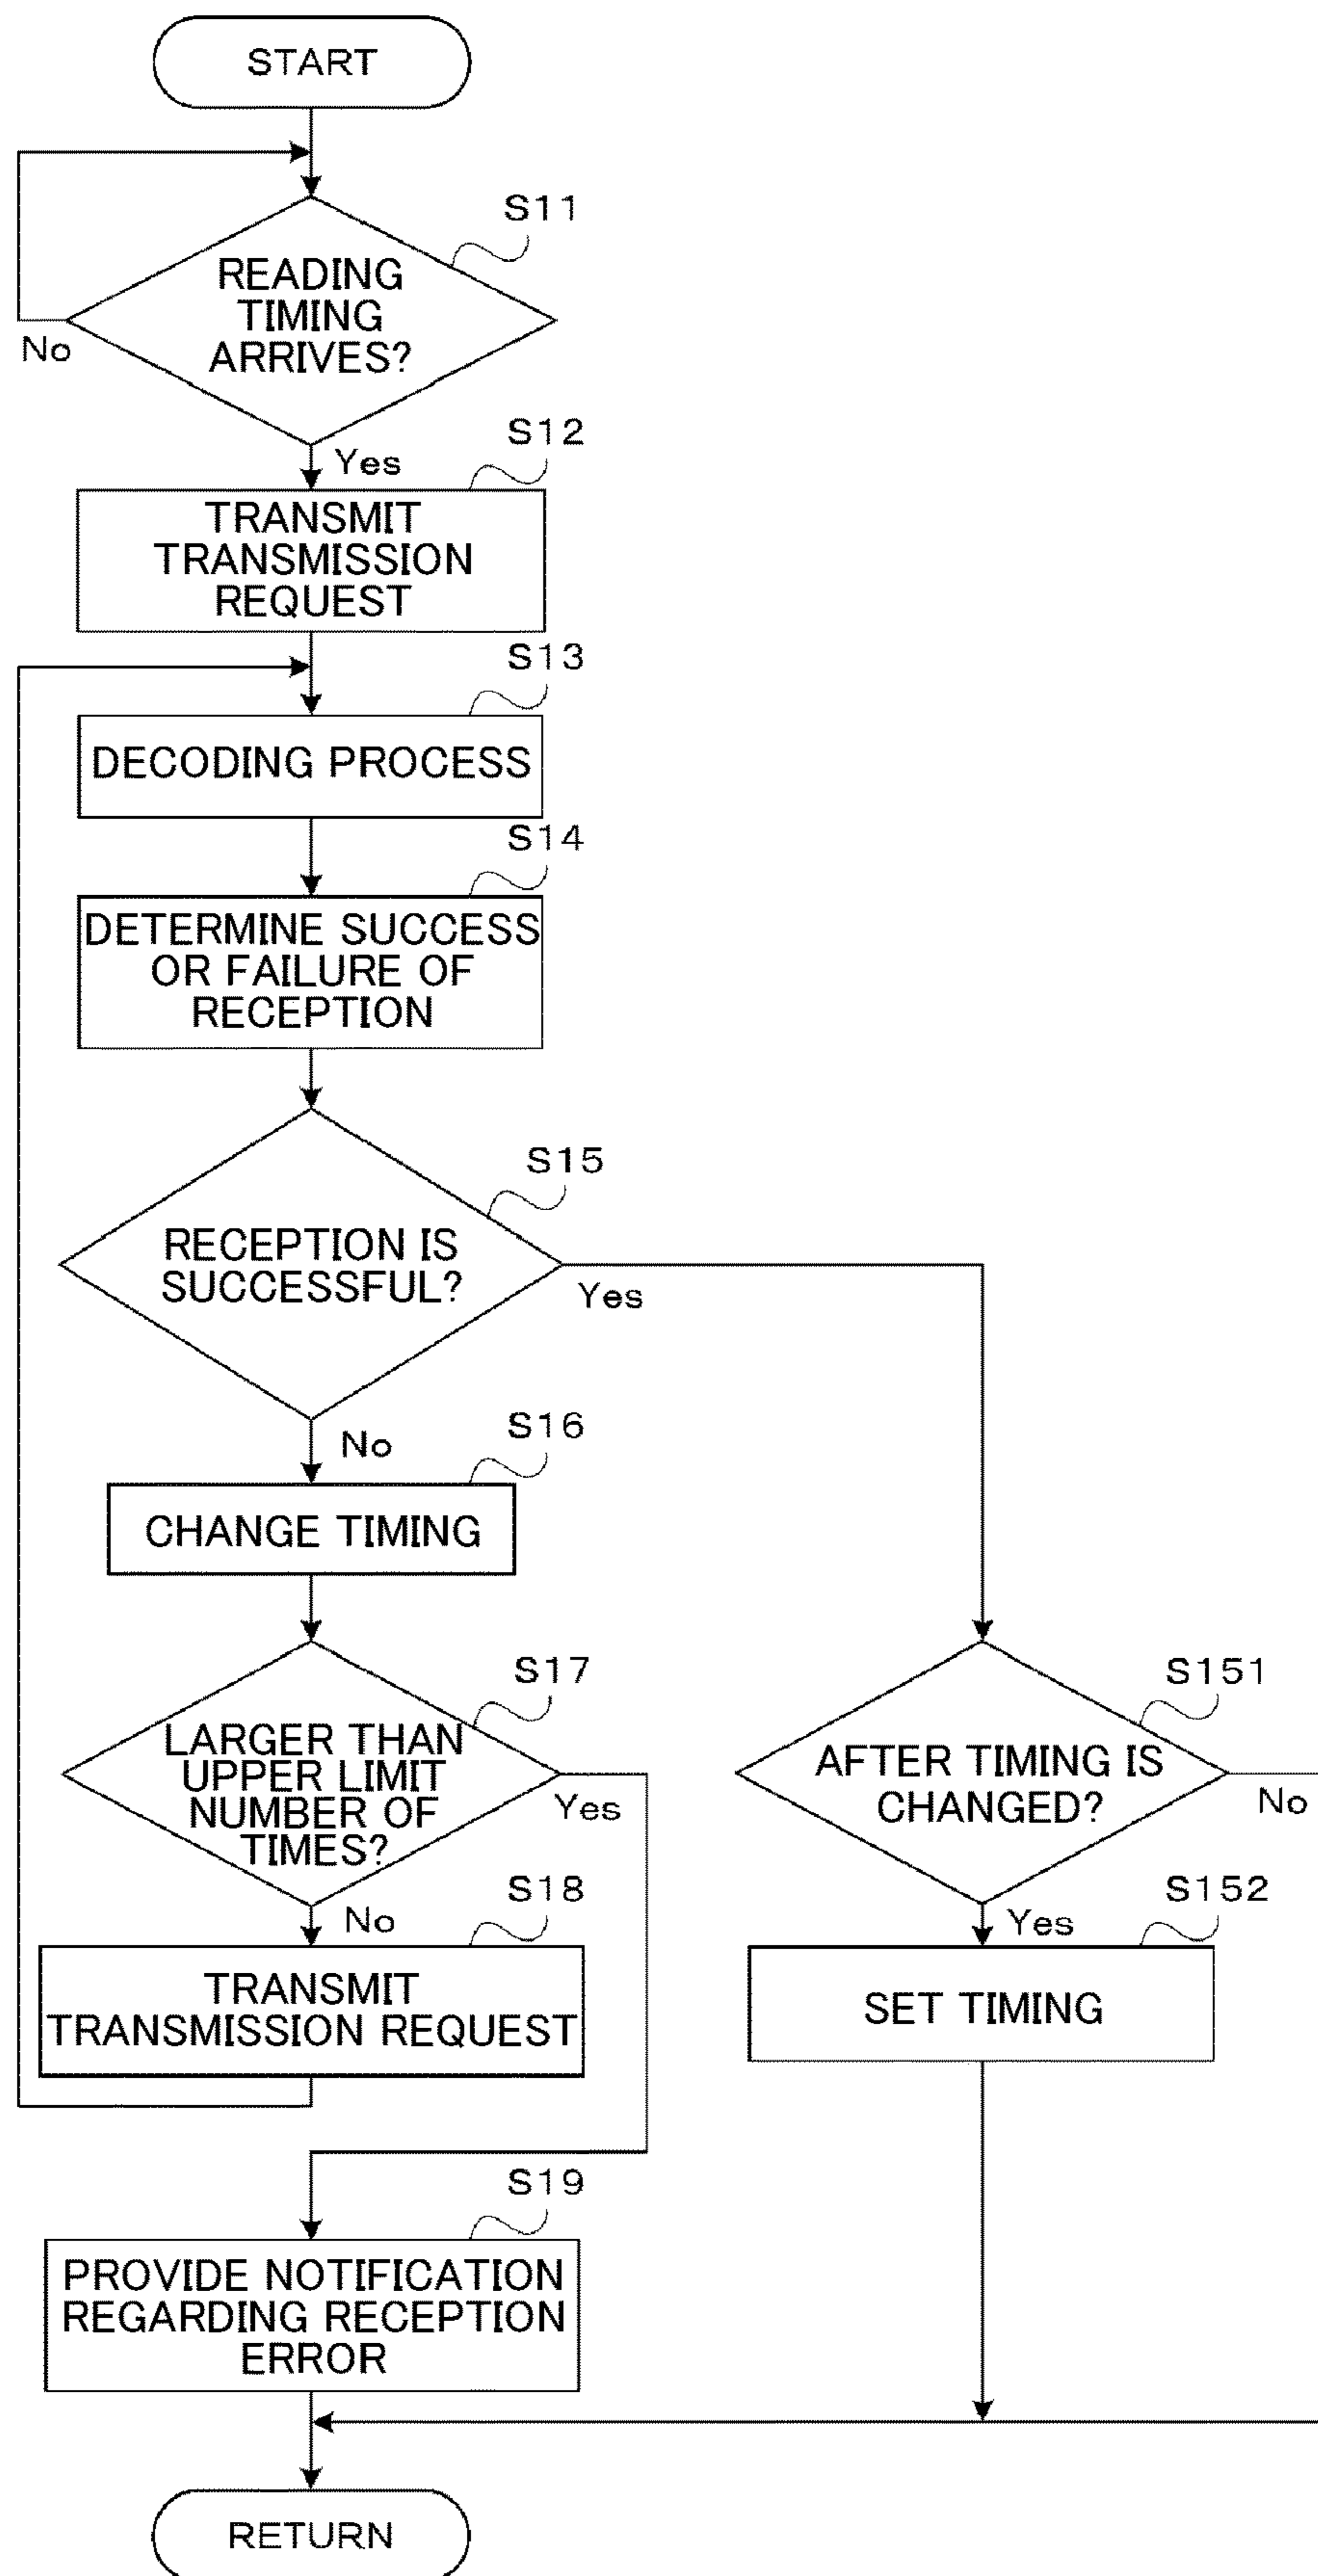 START
S11
READING
TIMING
ARRIVES?
No
Yes
S12
TRANSMIT
TRANSMISSION
REQUEST
S13
DECODING PROCESS
S14
DETERMINE SUCCESS
OR FAILURE OF
RECEPTION
S15
RECEPTION IS
SUCCESSFUL?
Yes
No
S16
CHANGE TIMING
S17
LARGER THAN
UPPER LIMIT
NUMBER OF
TIMES?
Yes
No
S18
TRANSMIT
TRANSMISSION REQUEST
S151
AFTER TIMING IS
CHANGED?
No
Yes
S152
SET TIMING
S19
PROVIDE NOTIFICATION
REGARDING RECEPTION
ERROR
RETURN